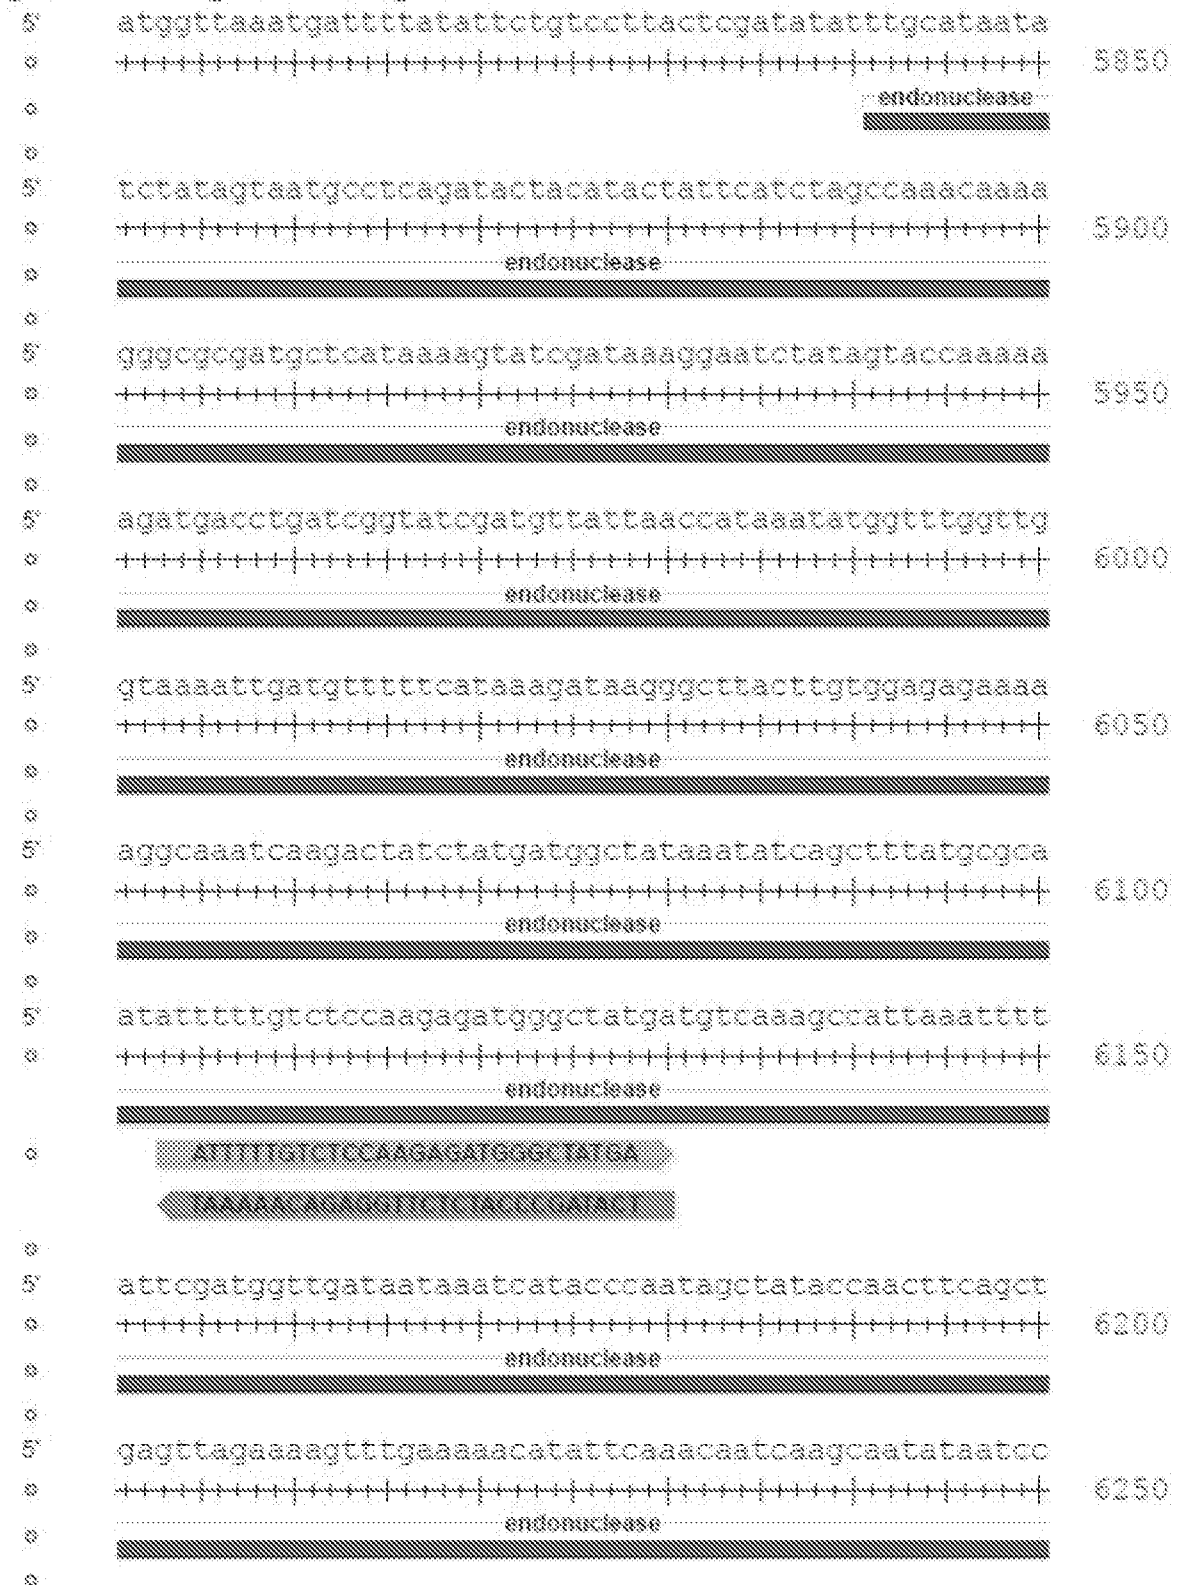 5' atggttaaatgattttatattctgtccttactcgatatatttgcataata
5850
endonuclease
5' tctatagtaatgcctcagatactacatactattcatctagccaaacaaaa
5900
endonuclease
5' gggcgcgatgctcataaaagtatcgataaaggaatctatagtaccaaaaa
5950
endonuclease
5' agatgacctgatcggtatcgatgttattaaccataaatatggtttggttg
6000
endonuclease
5' gtaaaattgatgtttttcataaagataagggcttacttgtggagagaaaa
6050
endonuclease
5' aggcaaatcaagactatctatgatggctataaatatcagctttatgcgca
6100
endonuclease
5' atatttttgtctccaagagatgggctatgatgtcaaagccattaaatttt
6150
endonuclease
ATTTTTGTCTCCAAGAGATGGGCTATGA
TAAAAACAGAGGTTCTCTACCCGATACT
5' attcgatggttgataataaatcatacccaatagctataccaacttcagct
6200
endonuclease
5' gagttagaaaagtttgaaaaacatattcaaacaatcaagcaatataatcc
6250
endonuclease